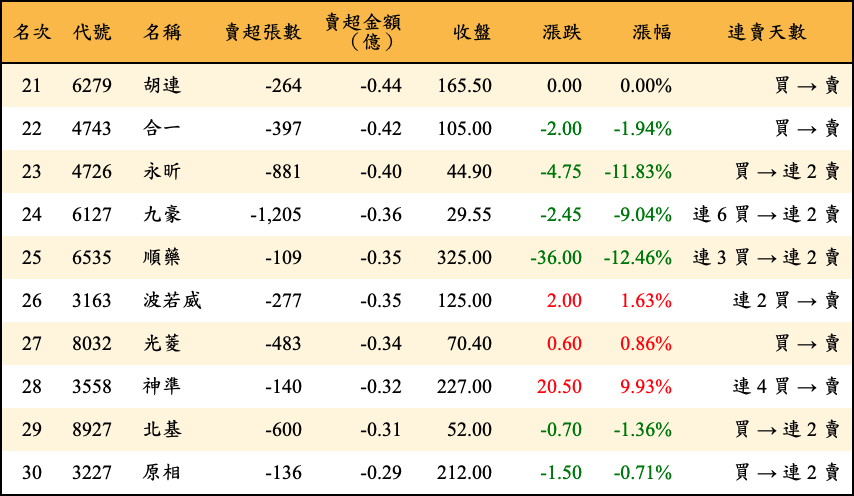 名次 代號 名稱 賣超張數 賣超金額（億） 收盤 漲跌 漲幅 連賣天數
21 6279 胡連 -264 -0.44 165.50 0.00 0.00% 買 → 賣
22 4743 合一 -397 -0.42 105.00 -2.00 -1.94% 買 → 賣
23 4726 永昕 -881 -0.40 44.90 -4.75 -11.83% 買 → 連 2 賣
24 6127 九豪 -1,205 -0.36 29.55 -2.45 -9.04% 連 6 買 → 連 2 賣
25 6535 順藥 -109 -0.35 325.00 -36.00 -12.46% 連 3 買 → 連 2 賣
26 3163 波若威 -277 -0.35 125.00 2.00 1.63% 連 2 買 → 賣
27 8032 光菱 -483 -0.34 70.40 0.60 0.86% 買 → 賣
28 3558 神準 -140 -0.32 227.00 20.50 9.93% 連 4 買 → 賣
29 8927 北基 -600 -0.31 52.00 -0.70 -1.36% 買 → 連 2 賣
30 3227 原相 -136 -0.29 212.00 -1.50 -0.71% 買 → 連 2 賣